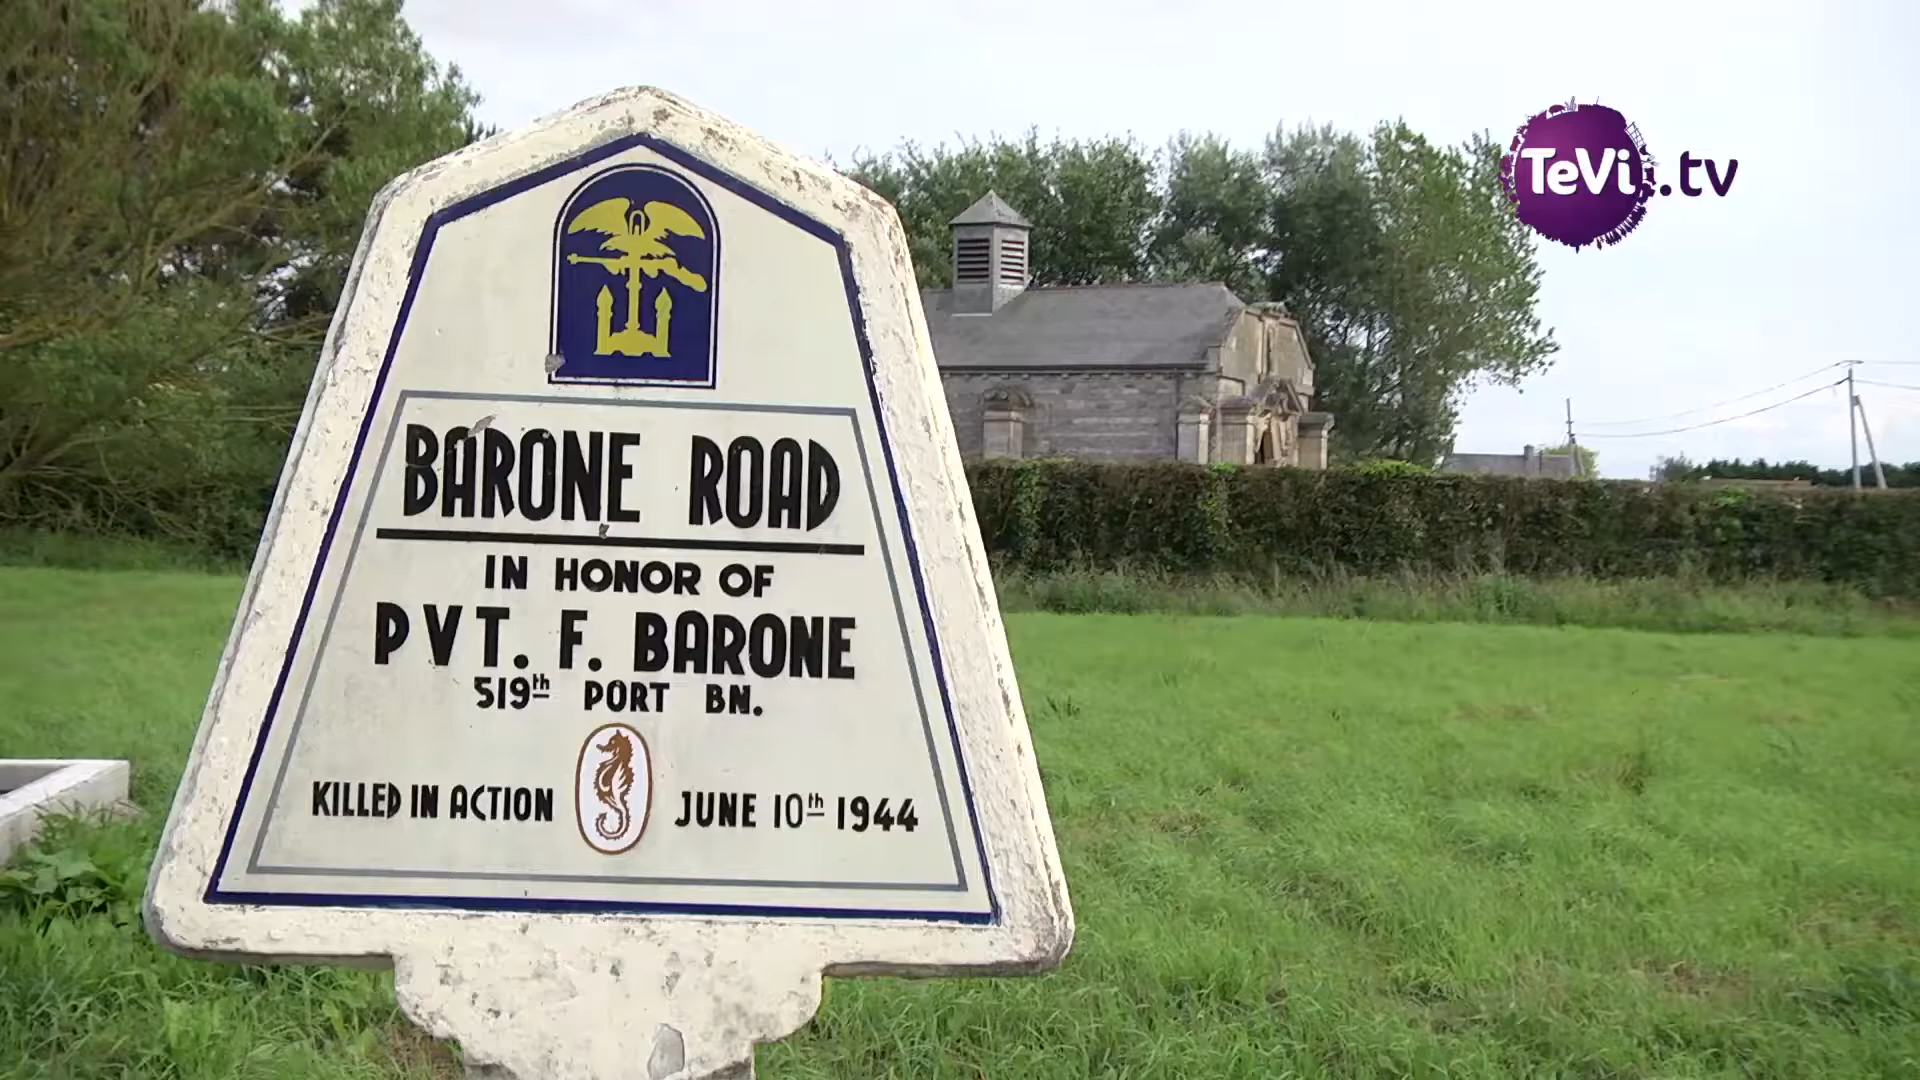 BARONE ROAD
IN HONOR OF
PVT. F. BARONE
519th PORT BN.
KILLED IN ACTION JUNE 10th 1944
TeVi.tv